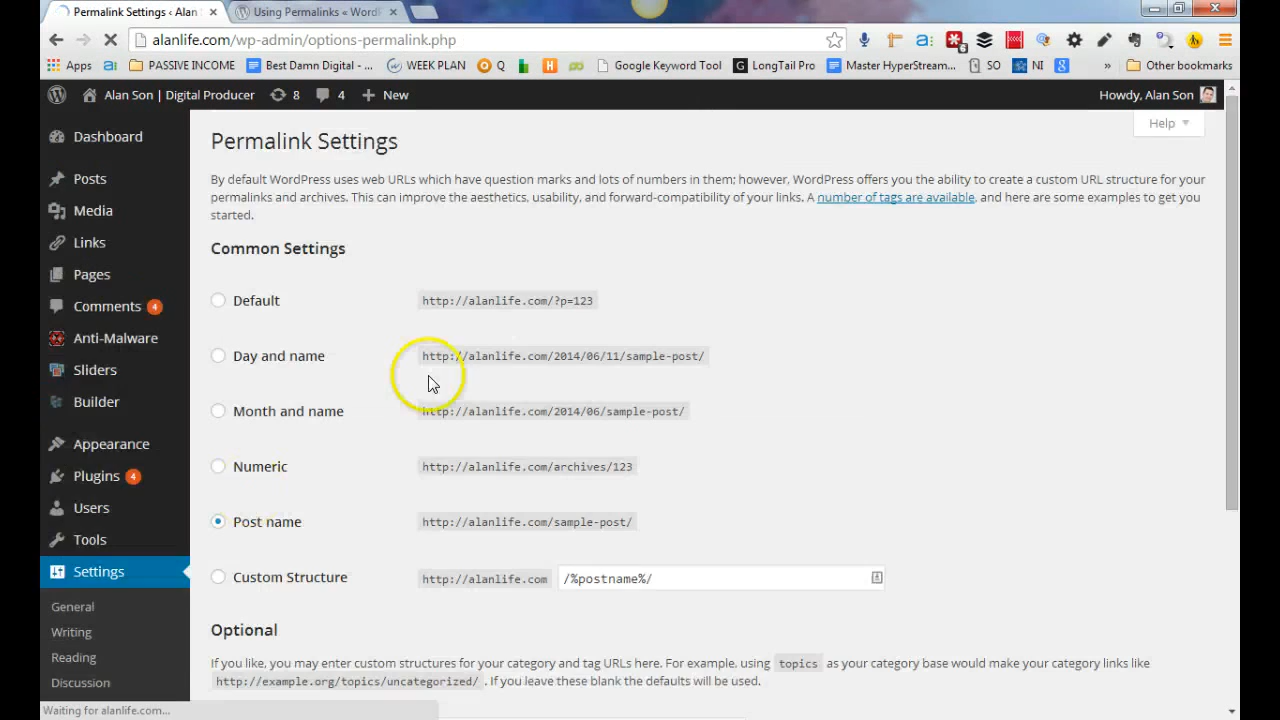 Permalink Settings ‹ Alan S
Using Permalinks « WordP
alanlife.com/wp-admin/options-permalink.php
Apps
PASSIVE INCOME
Best Damn Digital - ...
WEEK PLAN
Q
Google Keyword Tool
LongTail Pro
Master HyperStream...
SO
NI
»
Other bookmarks
Alan Son | Digital Producer
8
4
New
Howdy, Alan Son
Dashboard
Posts
Media
Links
Pages
Comments 4
Anti-Malware
Sliders
Builder
Appearance
Plugins 4
Users
Tools
Settings
General
Writing
Reading
Discussion
Help
Permalink Settings
By default WordPress uses web URLs which have question marks and lots of numbers in them; however, WordPress offers you the ability to create a custom URL structure for your
permalinks and archives. This can improve the aesthetics, usability, and forward-compatibility of your links. A number of tags are available, and here are some examples to get you
started.
Common Settings
Default http://alanlife.com/?p=123
Day and name http://alanlife.com/2014/06/11/sample-post/
Month and name http://alanlife.com/2014/06/sample-post/
Numeric http://alanlife.com/archives/123
Post name http://alanlife.com/sample-post/
Custom Structure http://alanlife.com /%postname%/
Optional
If you like, you may enter custom structures for your category and tag URLs here. For example, using topics as your category base would make your category links like
http://example.org/topics/uncategorized/ . If you leave these blank the defaults will be used.
Waiting for alanlife.com...